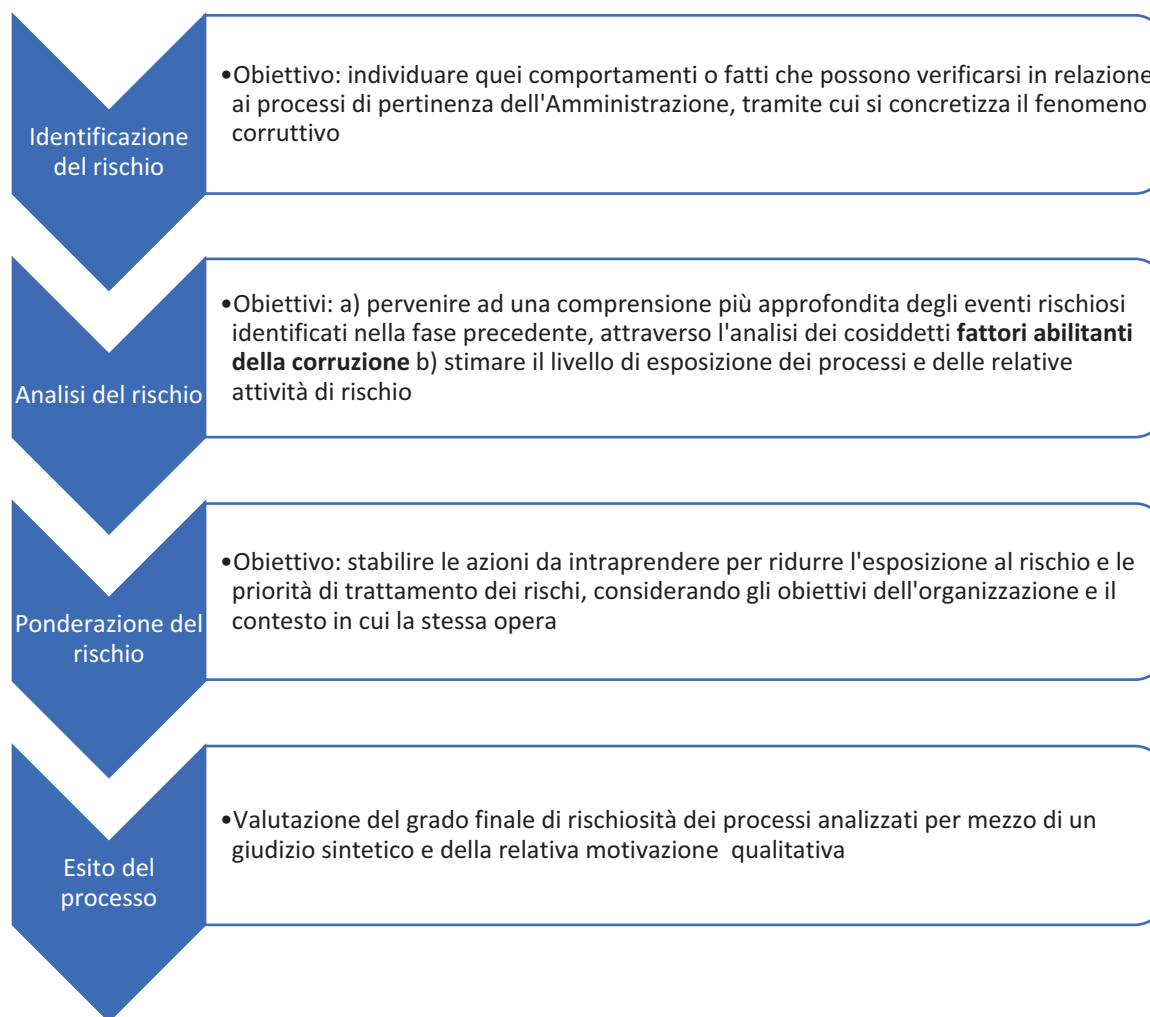 Identificazione
del rischio
•Obiettivo: individuare quei comportamenti o fatti che possono verificarsi in relazione
ai processi di pertinenza dell'Amministrazione, tramite cui si concretizza il fenomeno
corruttivo
Analisi del rischio
•Obiettivi: a) pervenire ad una comprensione più approfondita degli eventi rischiosi
identificati nella fase precedente, attraverso l'analisi dei cosiddetti fattori abilitanti
della corruzione b) stimare il livello di esposizione dei processi e delle relative
attività di rischio
Ponderazione del
rischio
•Obiettivo: stabilire le azioni da intraprendere per ridurre l'esposizione al rischio e le
priorità di trattamento dei rischi, considerando gli obiettivi dell'organizzazione e il
contesto in cui la stessa opera
Esito del
processo
•Valutazione del grado finale di rischiosità dei processi analizzati per mezzo di un
giudizio sintetico e della relativa motivazione qualitativa